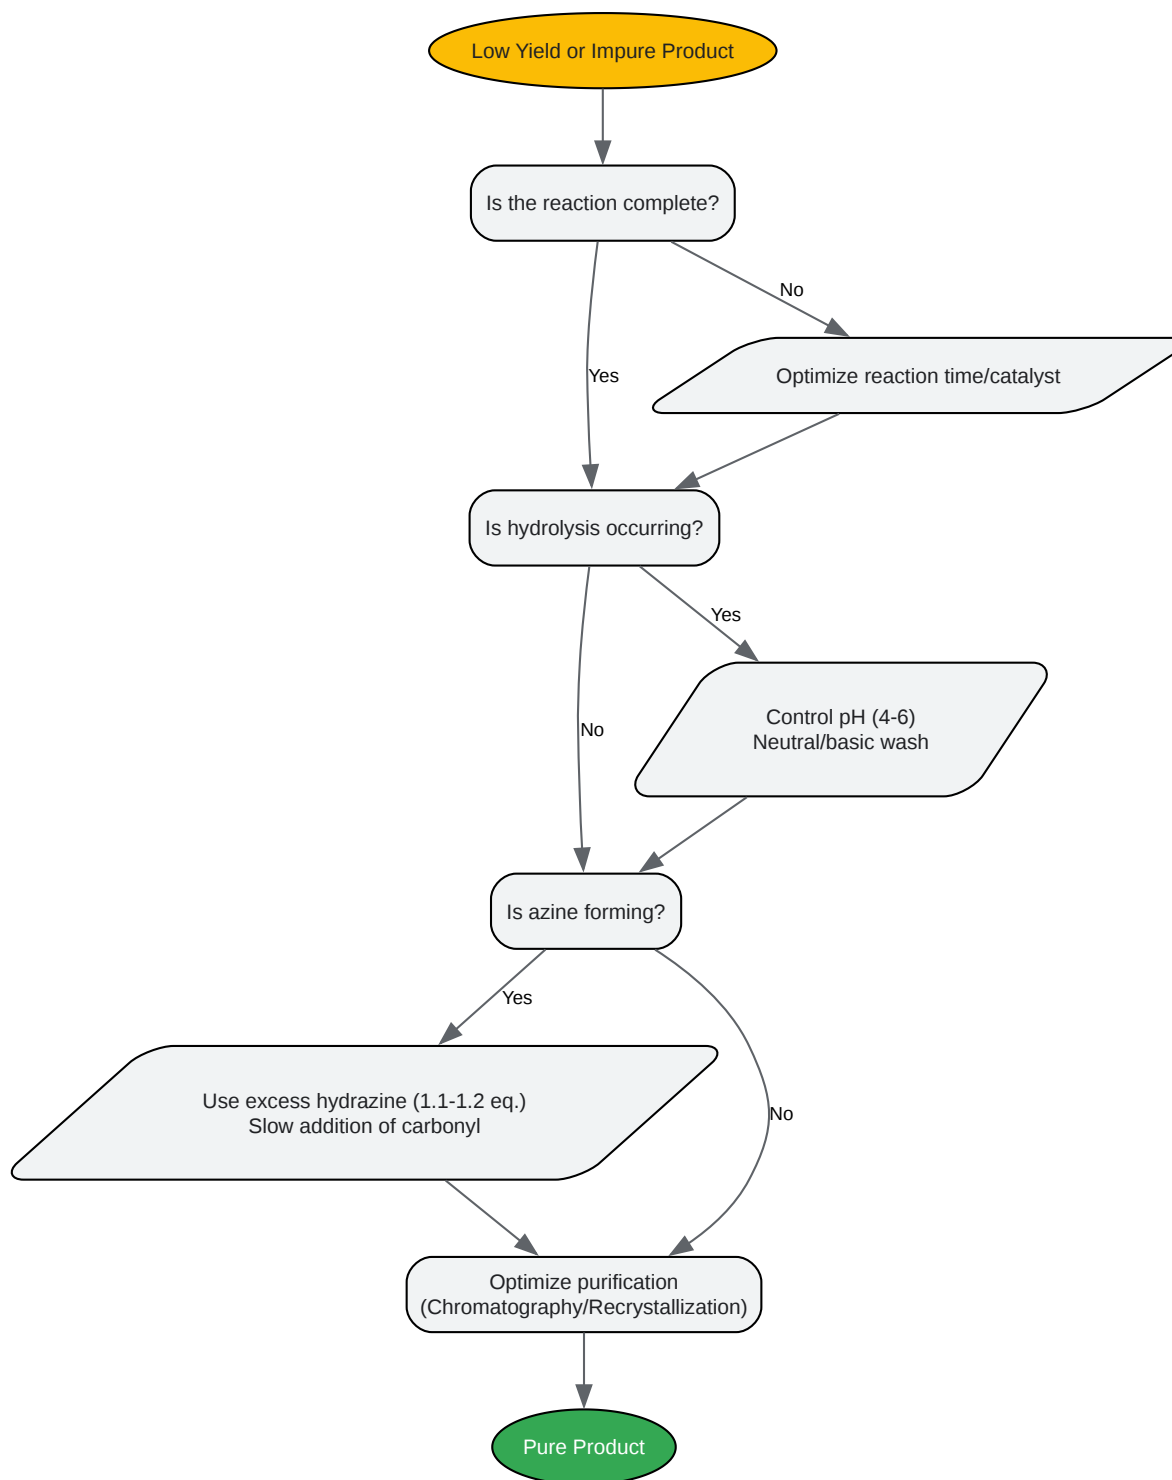 Low Yield or Impure Product
Is the reaction complete?
No
Yes
Optimize reaction time/catalyst
Is hydrolysis occurring?
Yes
No
Control pH (4-6)
Neutral/basic wash
Is azine forming?
Yes
No
Use excess hydrazine (1.1-1.2 eq.)
Slow addition of carbonyl
Optimize purification
(Chromatography/Recrystallization)
Pure Product